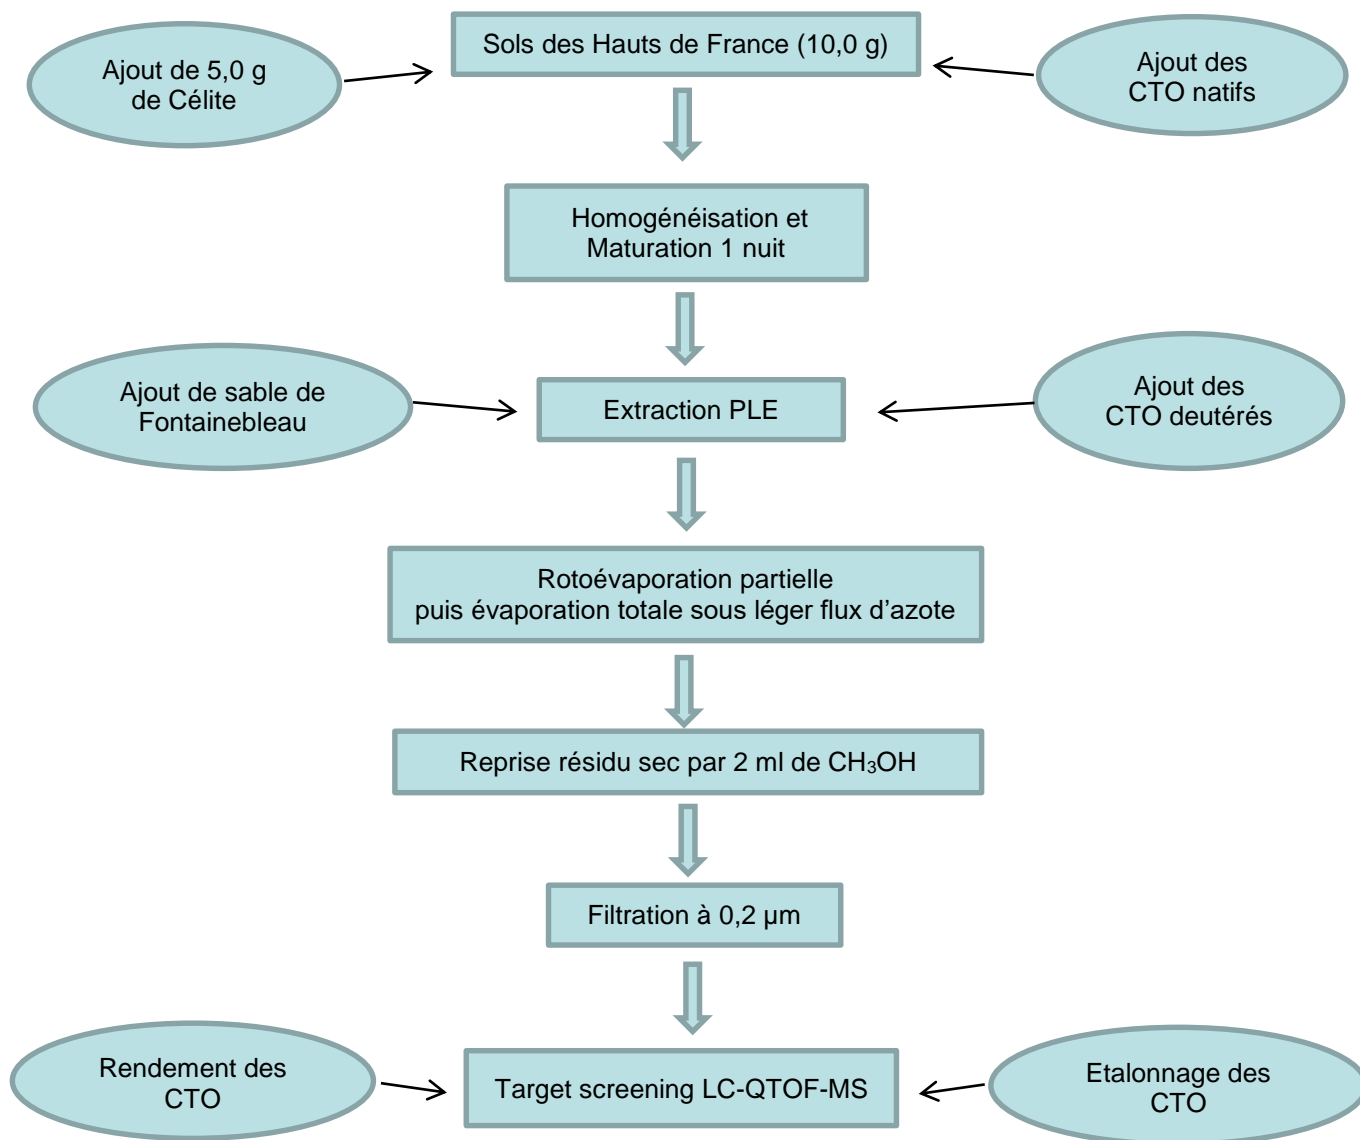 Sols des Hauts de France (10,0 g)
Ajout de 5,0 g
de Célite
Ajout des
CTO natifs
Homogénéisation et
Maturation 1 nuit
Ajout de sable de
Fontainebleau
Extraction PLE
Ajout des
CTO deutérés
Rotoévaporation partielle
puis évaporation totale sous léger flux d’azote
Reprise résidu sec par 2 ml de CH₃OH
Filtration à 0,2 µm
Rendement des
CTO
Target screening LC-QTOF-MS
Etalonnage des
CTO